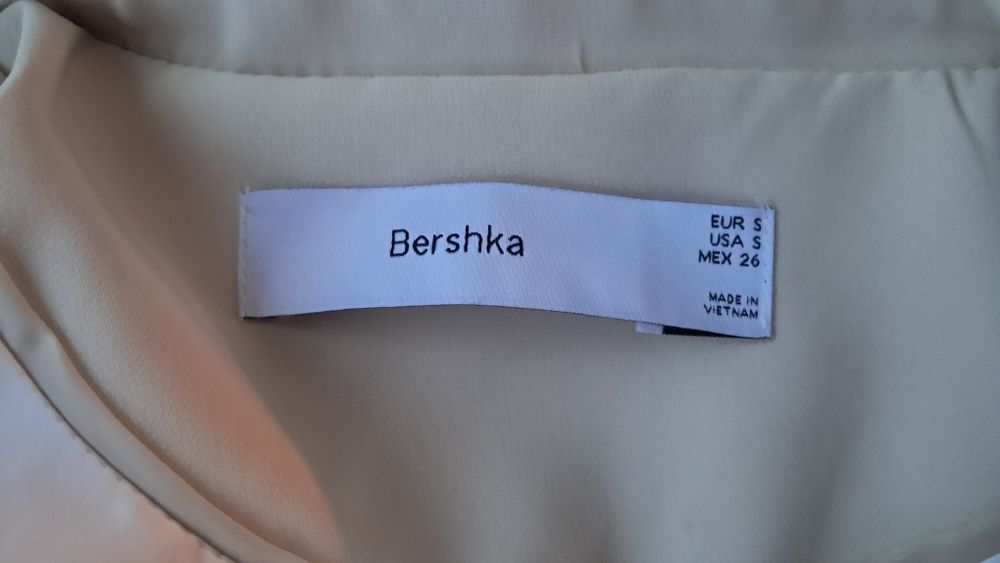 Bershka
EUR S
USA S
MEX 26
MADE IN
VIETNAM